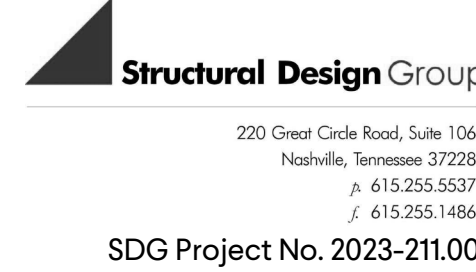 Structural Design Group
220 Great Circle Road, Suite 106
Nashville, Tennessee 37228
p. 615.255.5537
f. 615.255.1486
SDG Project No. 2023-211.00